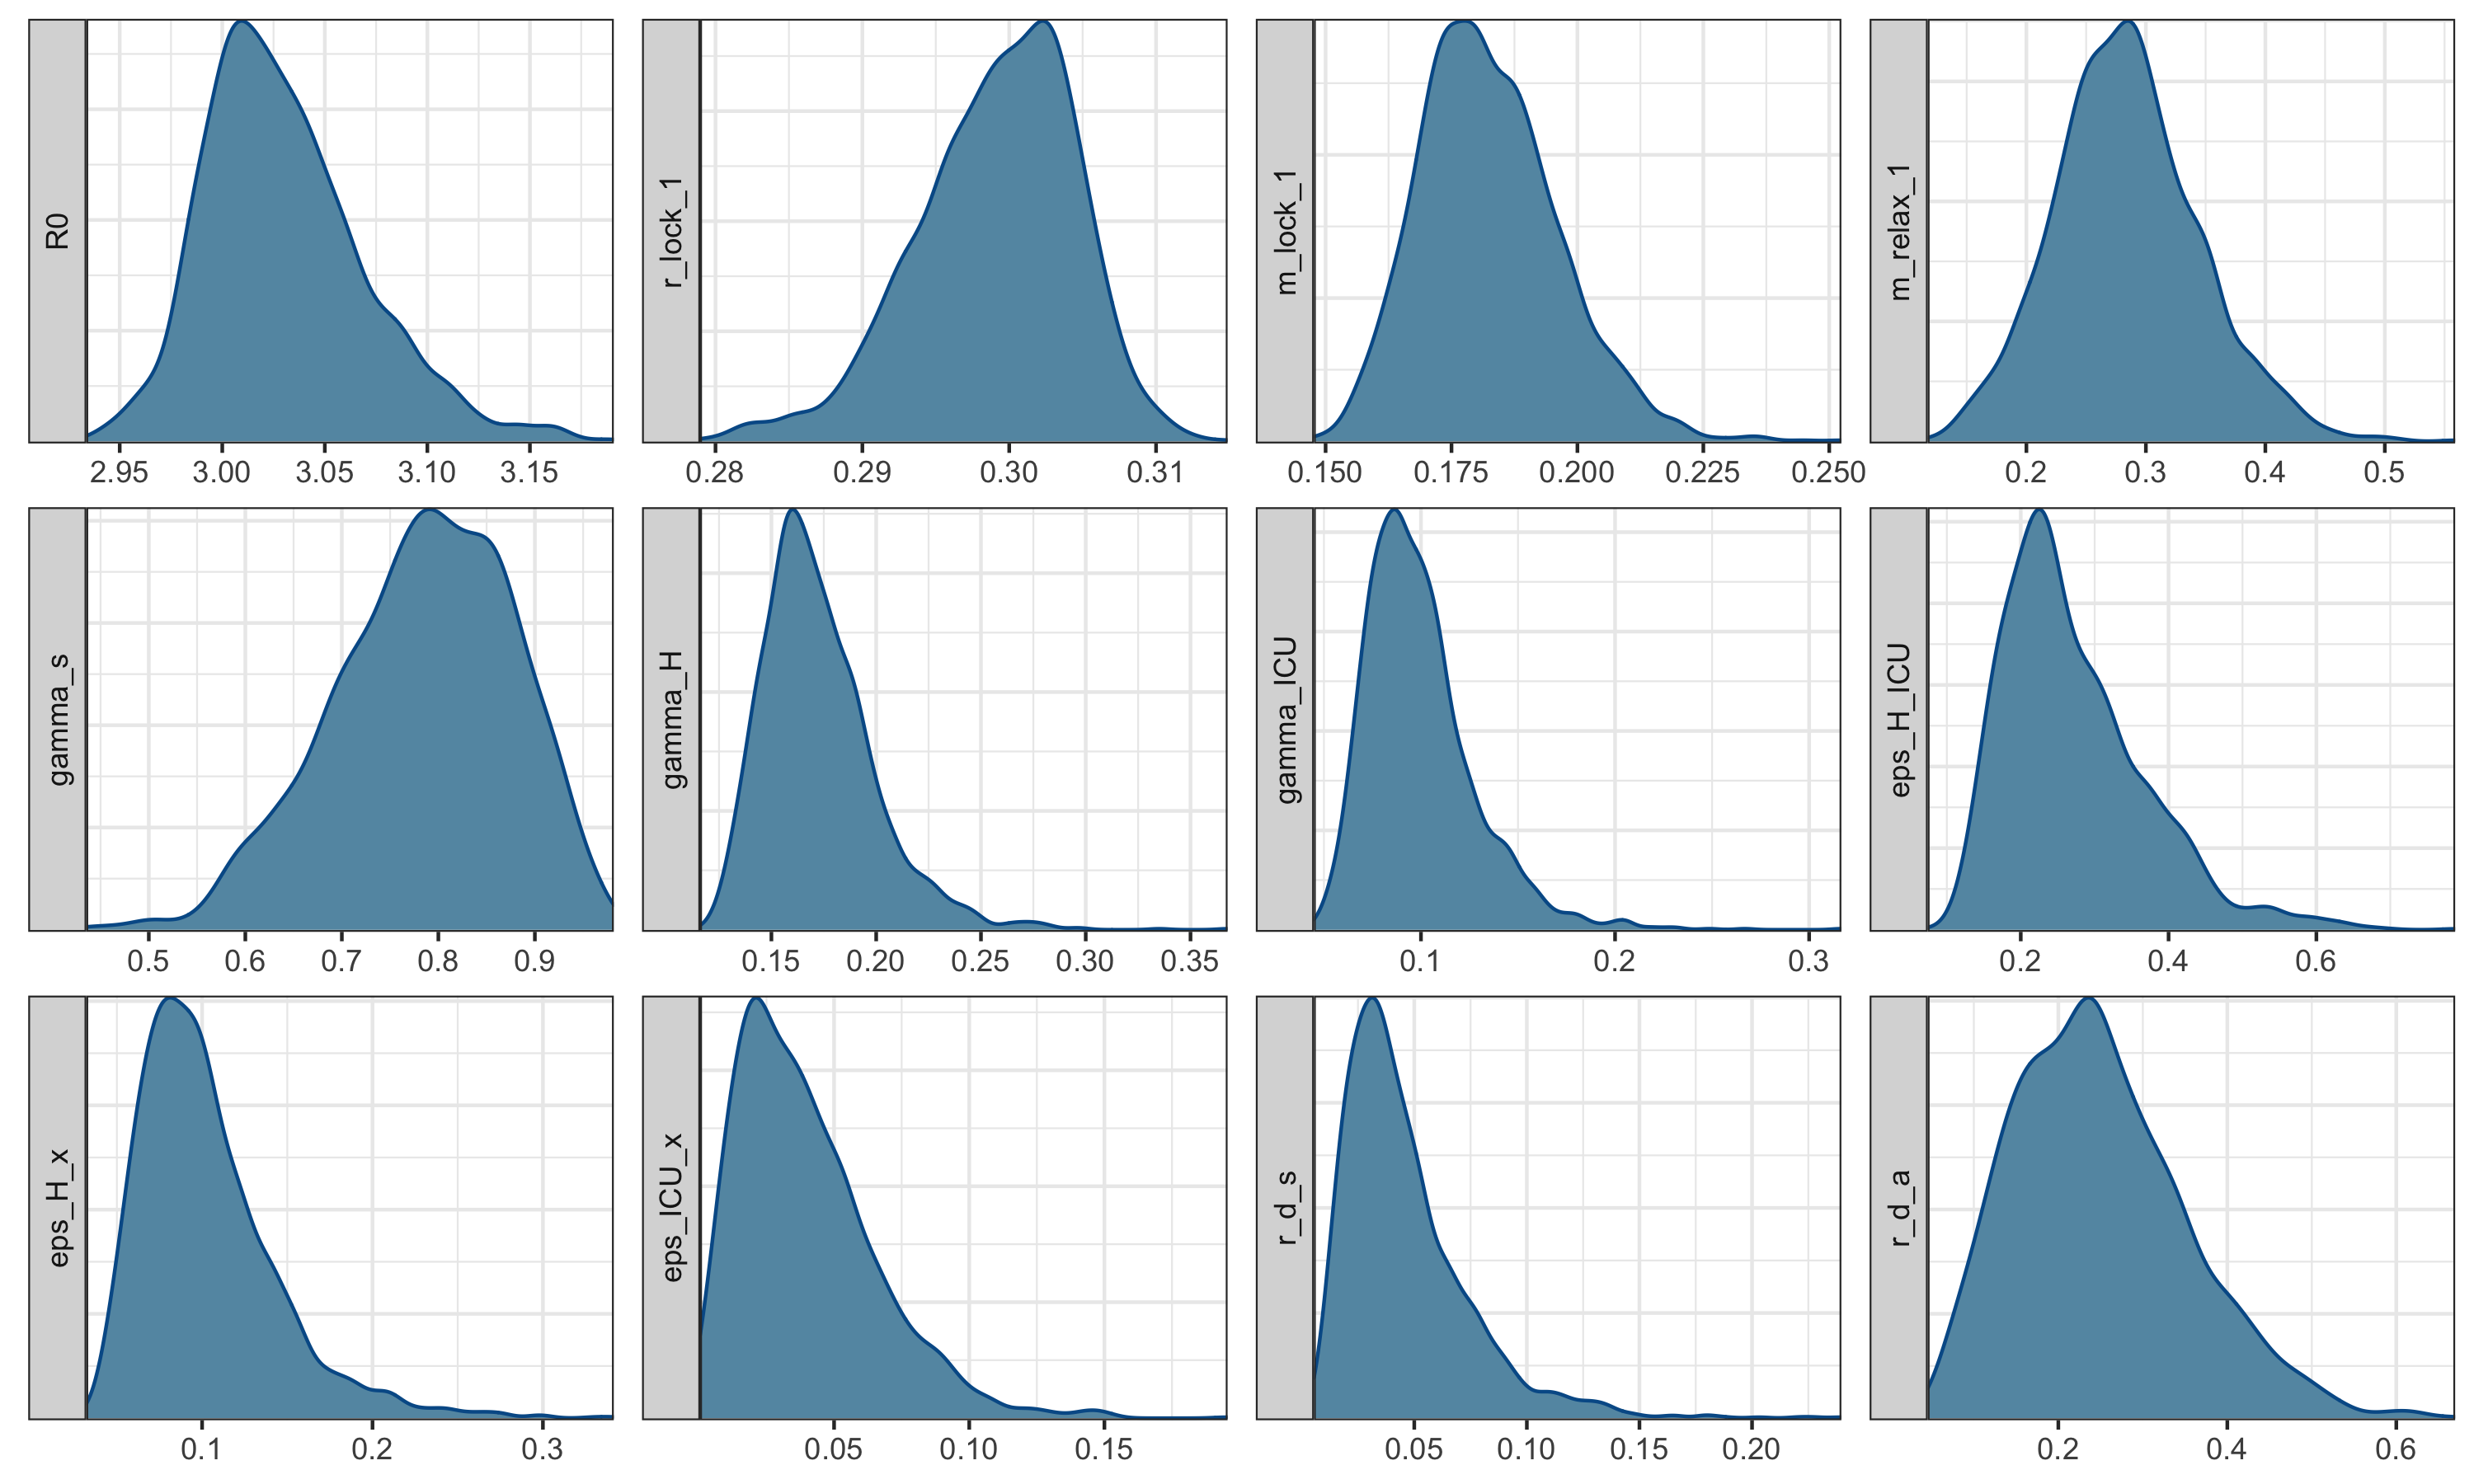 R0
2.95 3.00 3.05 3.10 3.15
r_lock_1
0.28 0.29 0.30 0.31
m_lock_1
0.150 0.175 0.200 0.225 0.250
m_relax_1
0.2 0.3 0.4 0.5
gamma_s
0.5 0.6 0.7 0.8 0.9
gamma_H
0.15 0.20 0.25 0.30 0.35
gamma_ICU
0.1 0.2 0.3
eps_H_ICU
0.2 0.4 0.6
eps_H_x
0.1 0.2 0.3
eps_ICU_x
0.05 0.10 0.15
r_d_s
0.05 0.10 0.15 0.20
r_d_a
0.2 0.4 0.6